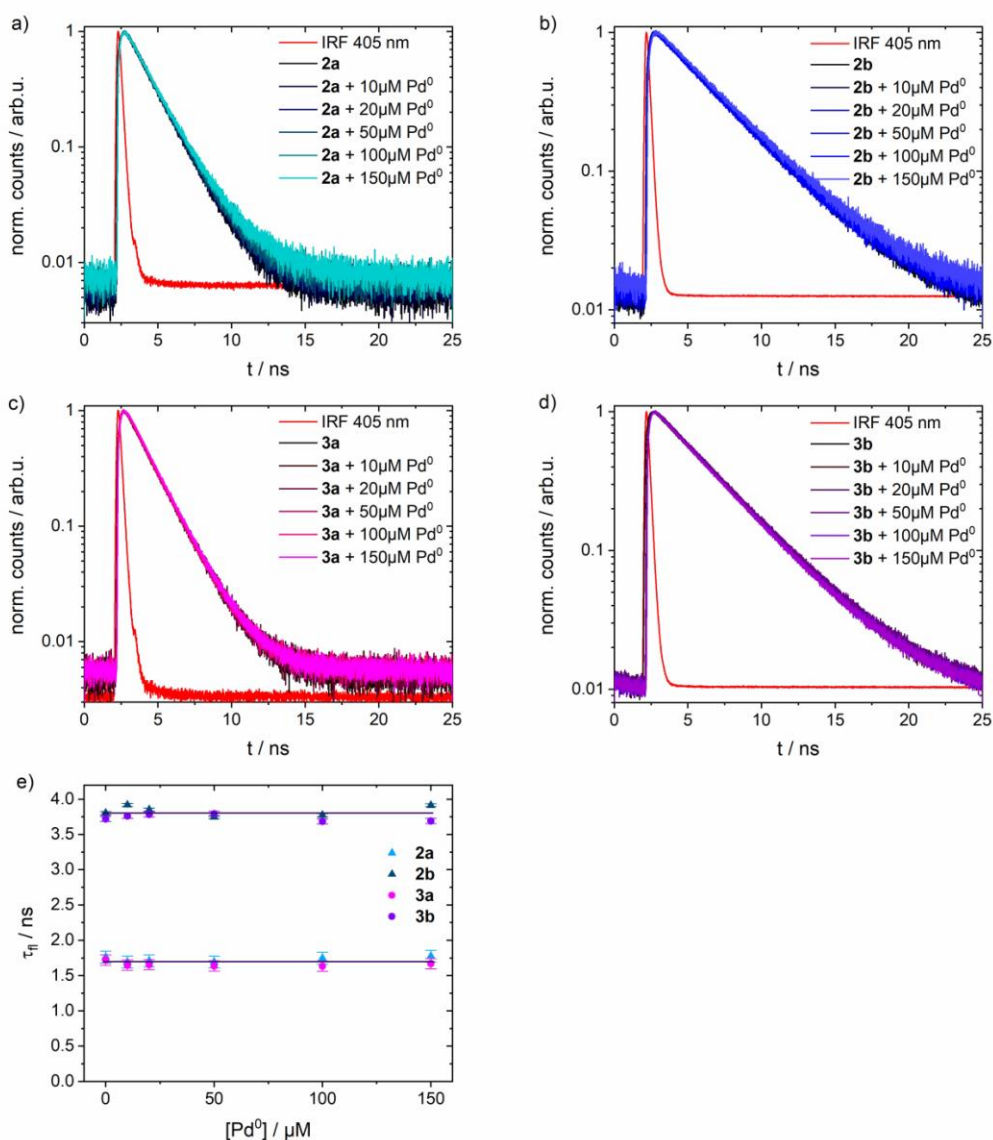 a)
norm. counts / arb.u.
1
0.1
0.01
IRF 405 nm
2a
2a + 10µM Pd⁰
2a + 20µM Pd⁰
2a + 50µM Pd⁰
2a + 100µM Pd⁰
2a + 150µM Pd⁰
0 5 10 15 20 25
t / ns
b)
norm. counts / arb.u.
1
0.1
0.01
IRF 405 nm
2b
2b + 10µM Pd⁰
2b + 20µM Pd⁰
2b + 50µM Pd⁰
2b + 100µM Pd⁰
2b + 150µM Pd⁰
0 5 10 15 20 25
t / ns
c)
norm. counts / arb.u.
1
0.1
0.01
IRF 405 nm
3a
3a + 10µM Pd⁰
3a + 20µM Pd⁰
3a + 50µM Pd⁰
3a + 100µM Pd⁰
3a + 150µM Pd⁰
0 5 10 15 20 25
t / ns
d)
norm. counts / arb.u.
1
0.1
0.01
IRF 405 nm
3b
3b + 10µM Pd⁰
3b + 20µM Pd⁰
3b + 50µM Pd⁰
3b + 100µM Pd⁰
3b + 150µM Pd⁰
0 5 10 15 20 25
t / ns
e)
τfl / ns
4.0
3.5
3.0
2.5
2.0
1.5
1.0
0.5
0.0
2a
2b
3a
3b
0 50 100 150
[Pd⁰] / µM